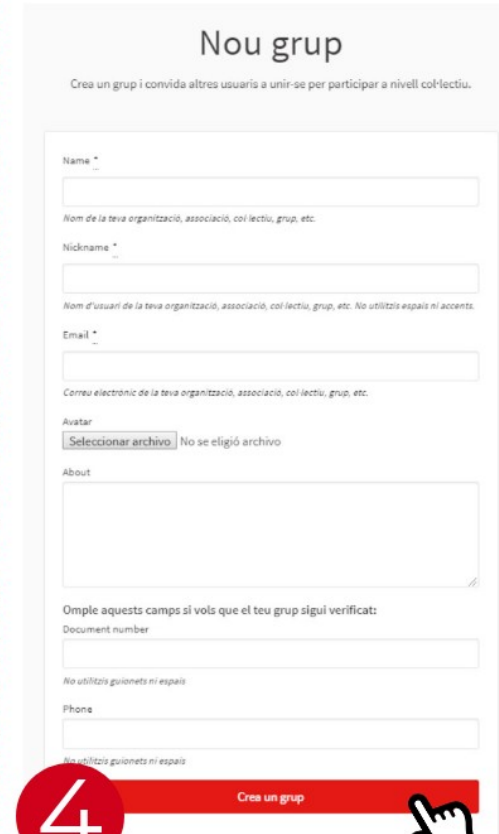 Nou grup
Crea un grup i convida altres usuaris a unir-se per participar a nivell col·lectiu.
Name *
Nom de la teva organització, associació, col·lectiu, grup, etc.
Nickname *
Nom d'usuari de la teva organització, associació, col·lectiu, grup, etc. No utilitzis espais ni accents.
Email *
Correu electrònic de la teva organització, associació, col·lectiu, grup, etc.
Avatar
Seleccionar archivo No se eligió archivo
About
Omple aquests camps si vols que el teu grup sigui verificat:
Document number
No utilitzis guionets ni espais
Phone
No utilitzis guionets ni espais
Crea un grup
4